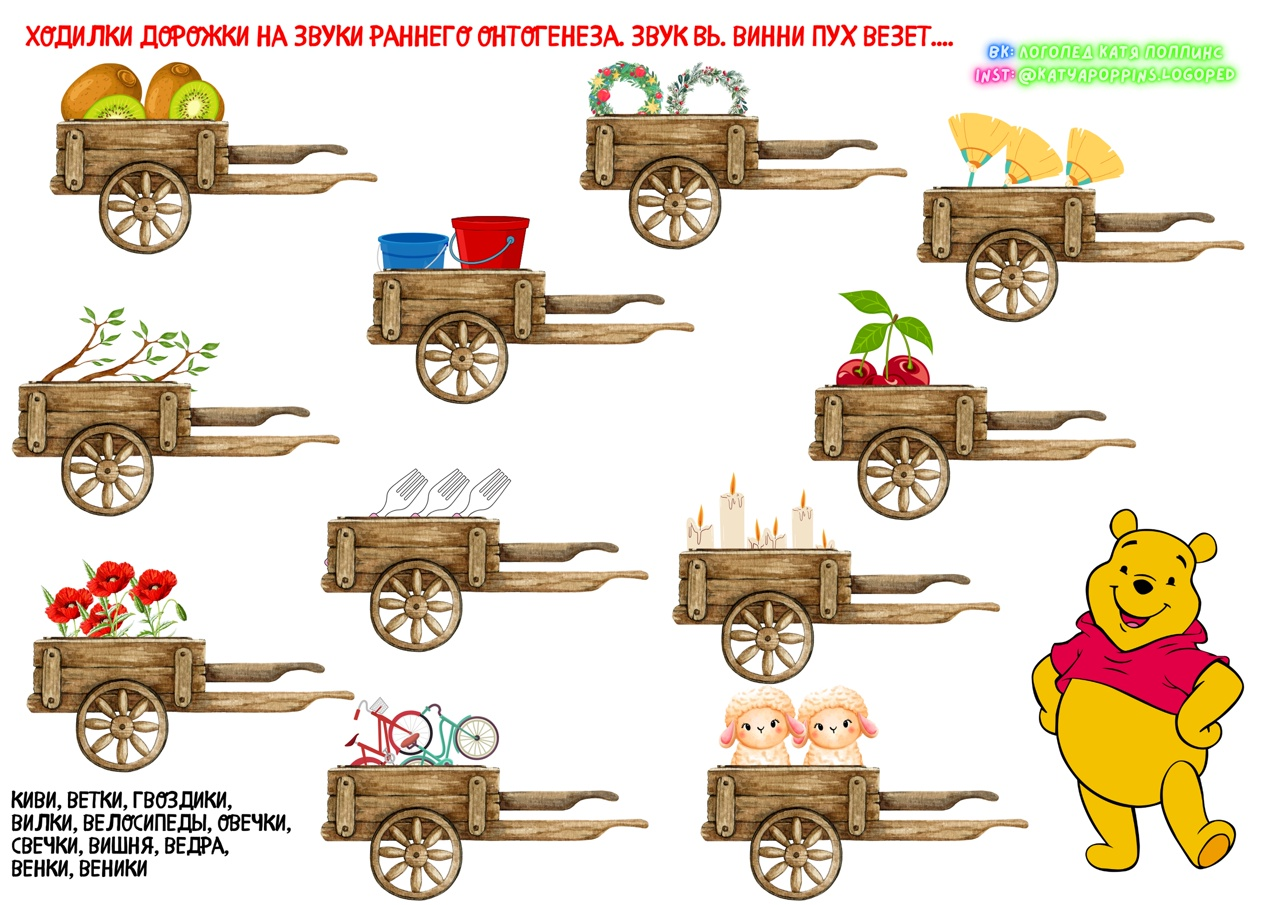 ХОДИЛКИ ДОРОЖКИ НА ЗВУКИ РАННЕГО ОНТОГЕНЕЗА. ЗВУК ВЬ. ВИННИ ПУХ ВЕЗЕТ....
ВК: ЛОГОПЕД КАТЯ ПОППИНС
INST: @KATYAPOPPINS.LOGOPED
КИВИ, ВЕТКИ, ГВОЗДИКИ,
ВИЛКИ, ВЕЛОСИПЕДЫ, ОВЕЧКИ,
СВЕЧКИ, ВИШНЯ, ВЕДРА,
ВЕНКИ, ВЕНИКИ